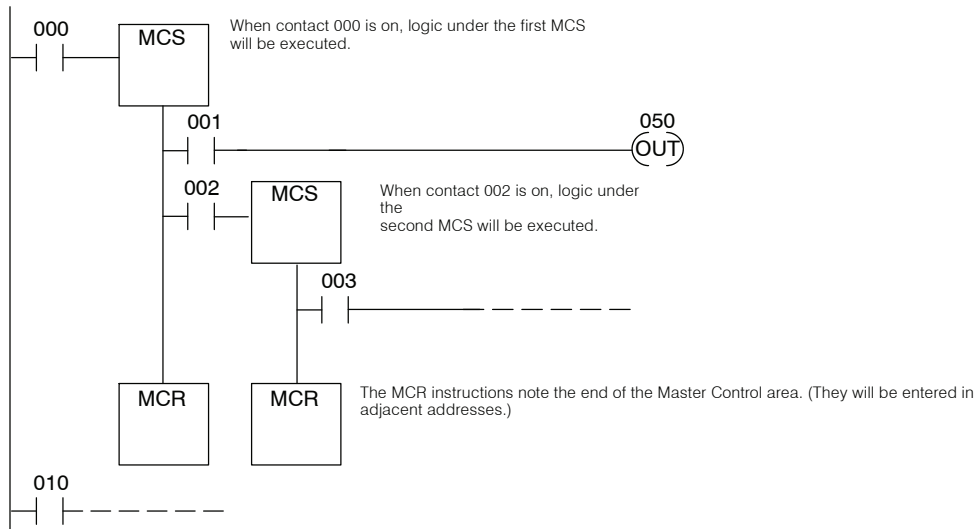 000
MCS
When contact 000 is on, logic under the first MCS
will be executed.
001
050
OUT
002
MCS
When contact 002 is on, logic under
the
second MCS will be executed.
003
MCR
MCR
The MCR instructions note the end of the Master Control area. (They will be entered in
adjacent addresses.)
010